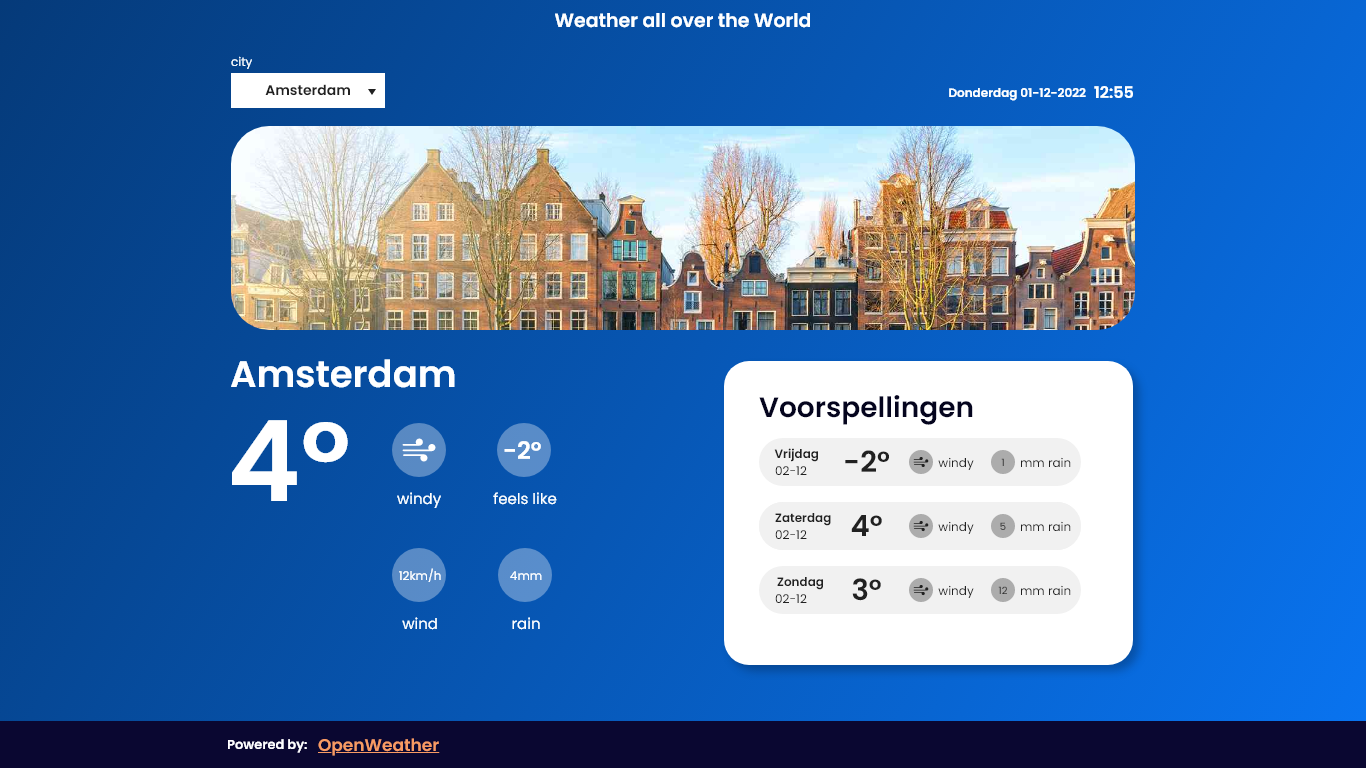 Weather all over the World
city
Amsterdam
Donderdag 01-12-2022 12:55
Amsterdam
4°
windy
-2°
feels like
12km/h
wind
4mm
rain
Voorspellingen
Vrijdag
02-12
-2°
windy
1
mm rain
Zaterdag
02-12
4°
windy
5
mm rain
Zondag
02-12
3°
windy
12
mm rain
Powered by: OpenWeather